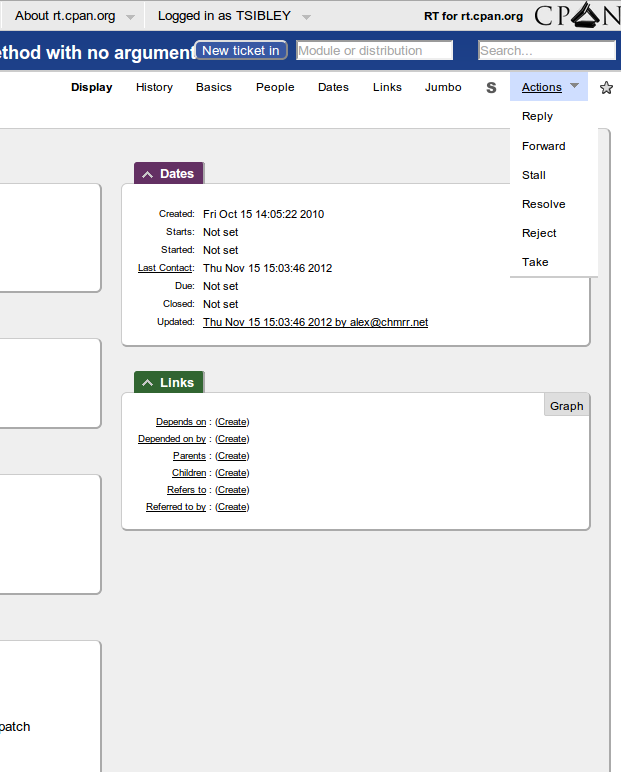 About rt.cpan.org Logged in as TSIBLEY RT for rt.cpan.org CPAN
ethod with no argument New ticket in Module or distribution Search...
Display History Basics People Dates Links Jumbo S Actions
Reply
Forward
Stall
Resolve
Reject
Take
Dates
Created: Fri Oct 15 14:05:22 2010
Starts: Not set
Started: Not set
Last Contact: Thu Nov 15 15:03:46 2012
Due: Not set
Closed: Not set
Updated: Thu Nov 15 15:03:46 2012 by alex@chmrr.net
Links
Graph
Depends on : (Create)
Depended on by : (Create)
Parents : (Create)
Children : (Create)
Refers to : (Create)
Referred to by : (Create)
patch